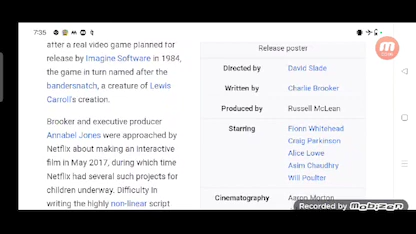 7:35
after a real video game planned for
release by Imagine Software in 1984,
the game in turn named after the
bandersnatch, a creature of Lewis
Carroll's creation.
Brooker and executive producer
Annabel Jones were approached by
Netflix about making an interactive
film in May 2017, during which time
Netflix had several such projects for
children underway. Difficulty in
writing the highly non-linear script
Release poster
Directed by David Slade
Written by Charlie Brooker
Produced by Russell McLean
Starring Fionn Whitehead
Craig Parkinson
Alice Lowe
Asim Chaudhry
Will Poulter
Cinematography Aaron Morton
Recorded by Mobizen